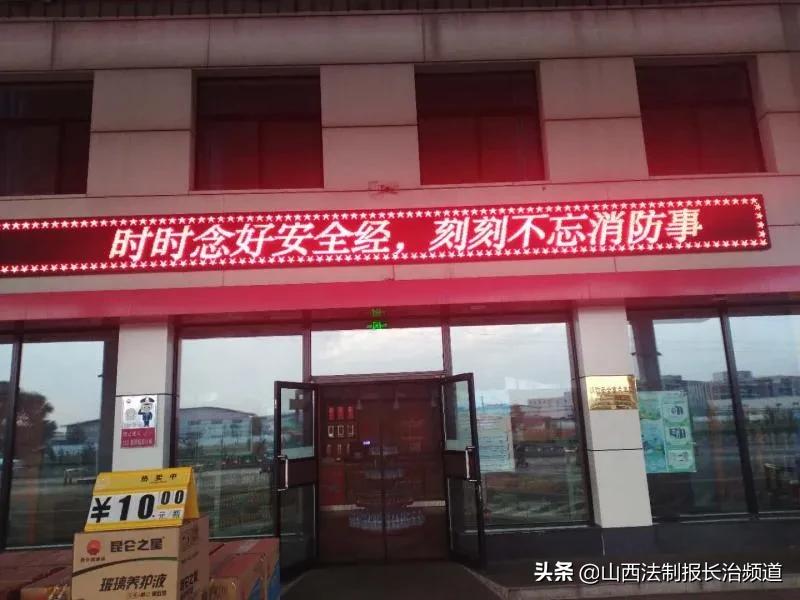 时时念好安全经，刻刻不忘消防事
热卖中
¥10.00
元/瓶
昆仑之星
玻璃养护液
头条 @山西法制报长治频道